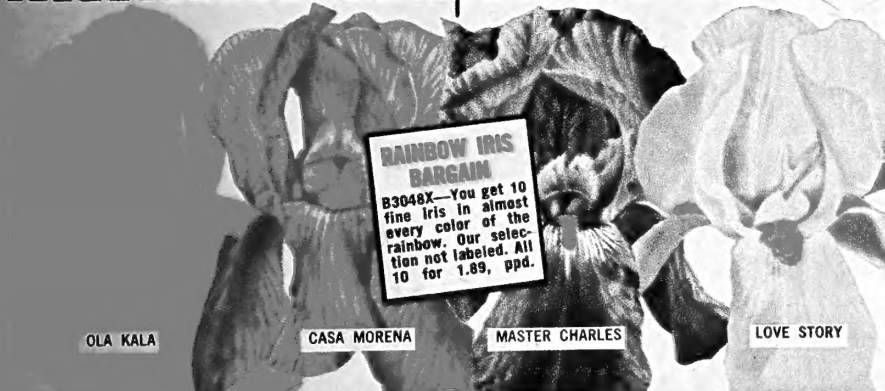 RAINBOW IRIS
BARGAIN
B3048X—You get 10
fine iris in almost
every color of the
rainbow. Our selec-
tion not labeled. All
10 for 1.89, ppd.
OLA KALA
CASA MORENA
MASTER CHARLES
LOVE STORY